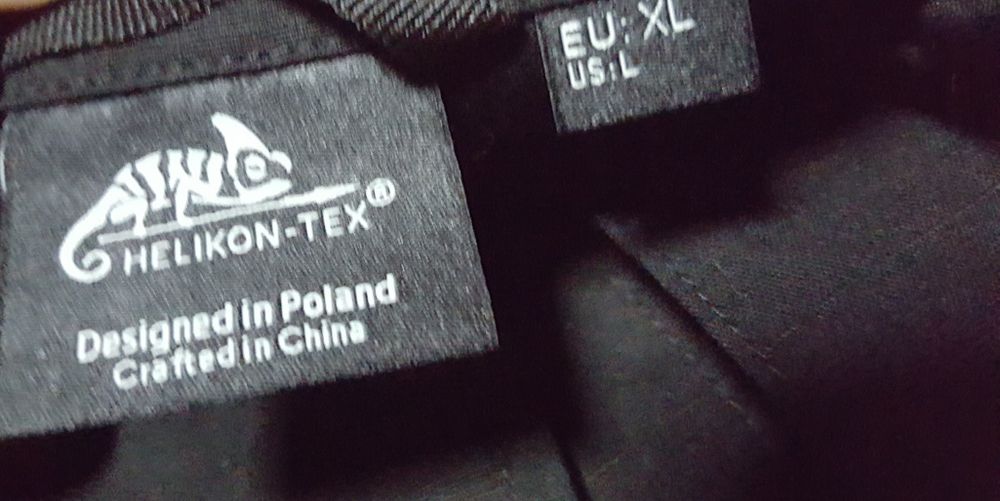 HELIKON-TEX®
Designed in Poland
Crafted in China
EU: XL
US: L